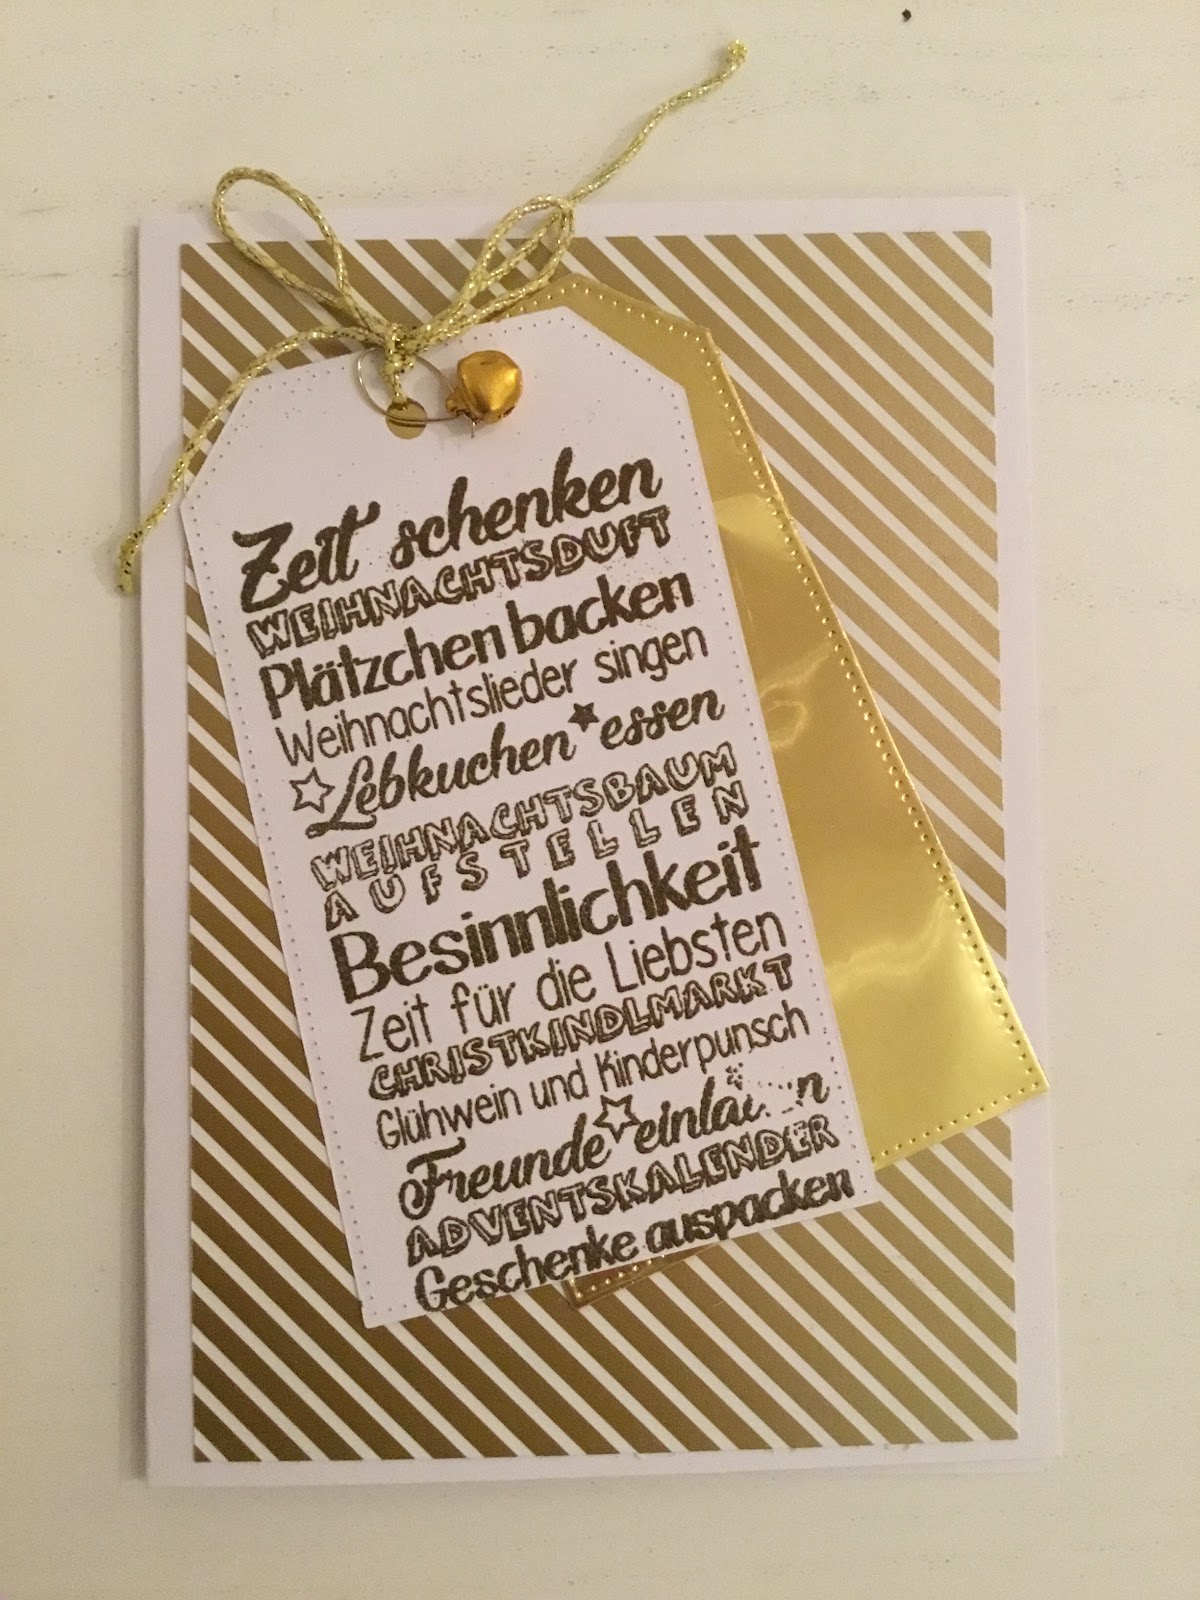 Zeit schenken
WEIHNACHTSDUFT
Plätzchen backen
Weihnachtslieder singen
Lebkuchen essen
WEIHNACHTSBAUM
AUFSTELLEN
Besinnlichkeit
Zeit für die Liebsten
CHRISTKINDLMARKT
Glühwein und Kinderpunsch
Freunde einladen
ADVENTSKALENDER
Geschenke auspacken